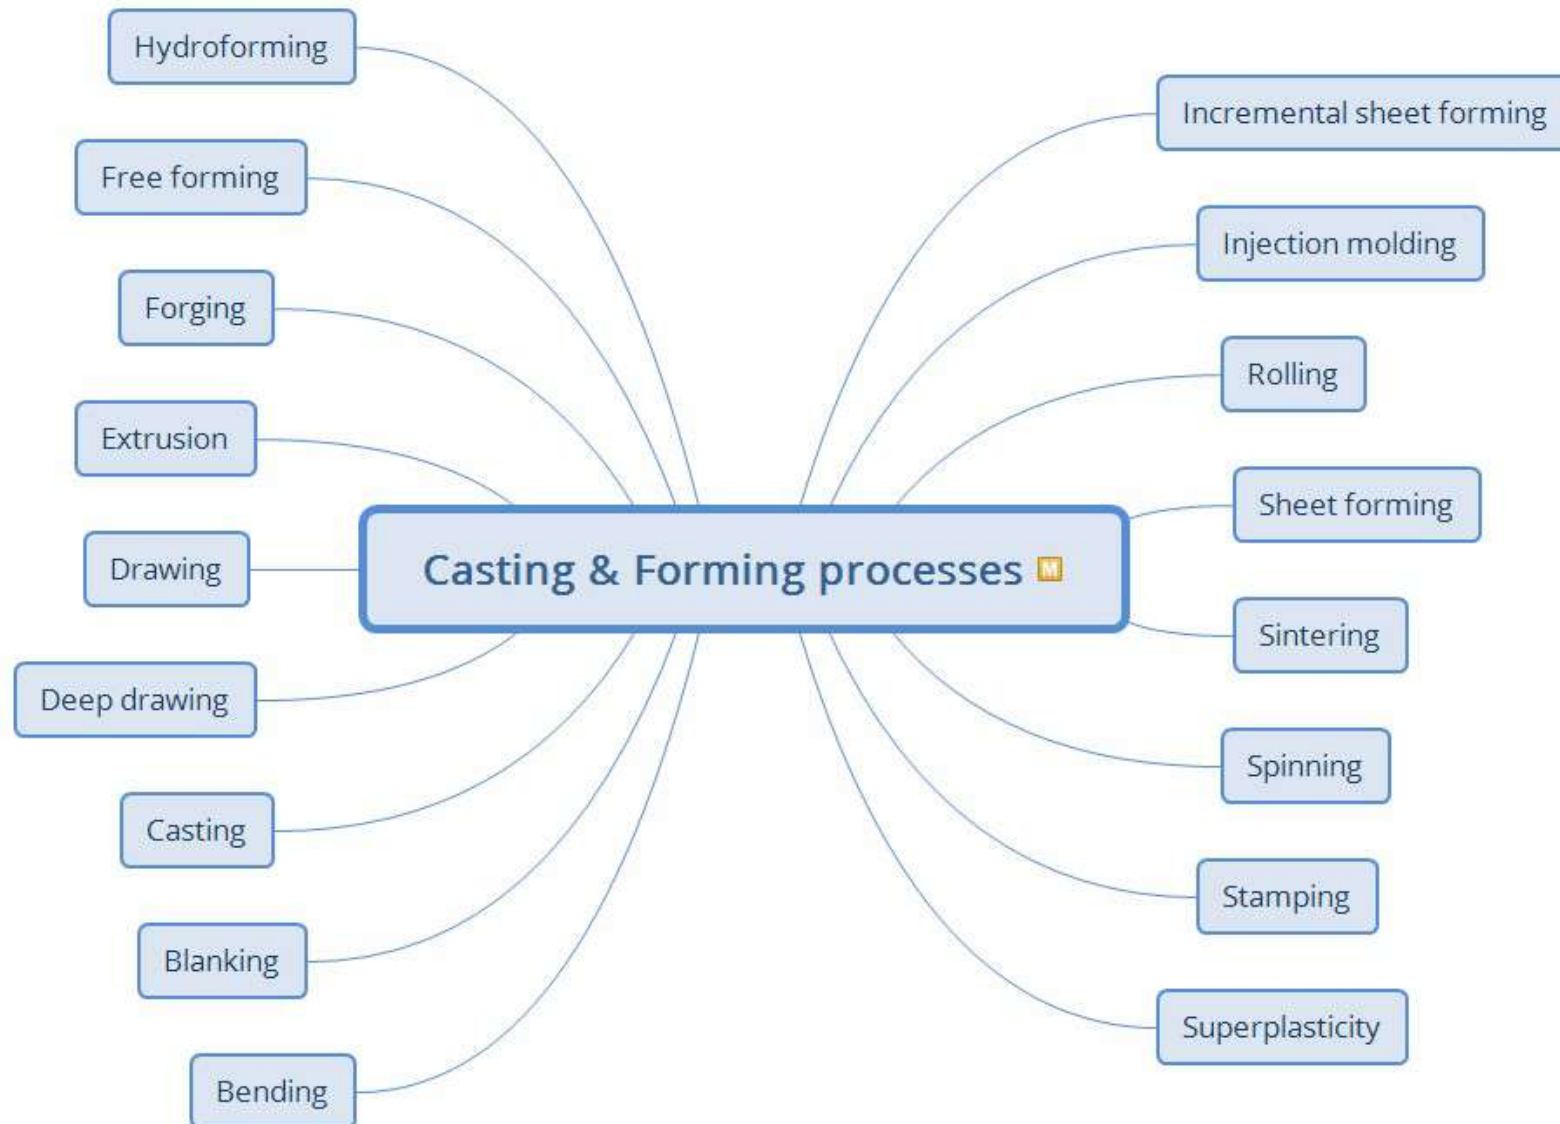 Hydroforming
Free forming
Forging
Extrusion
Drawing
Deep drawing
Casting
Blanking
Bending
Casting & Forming processes M
Incremental sheet forming
Injection molding
Rolling
Sheet forming
Sintering
Spinning
Stamping
Superplasticity